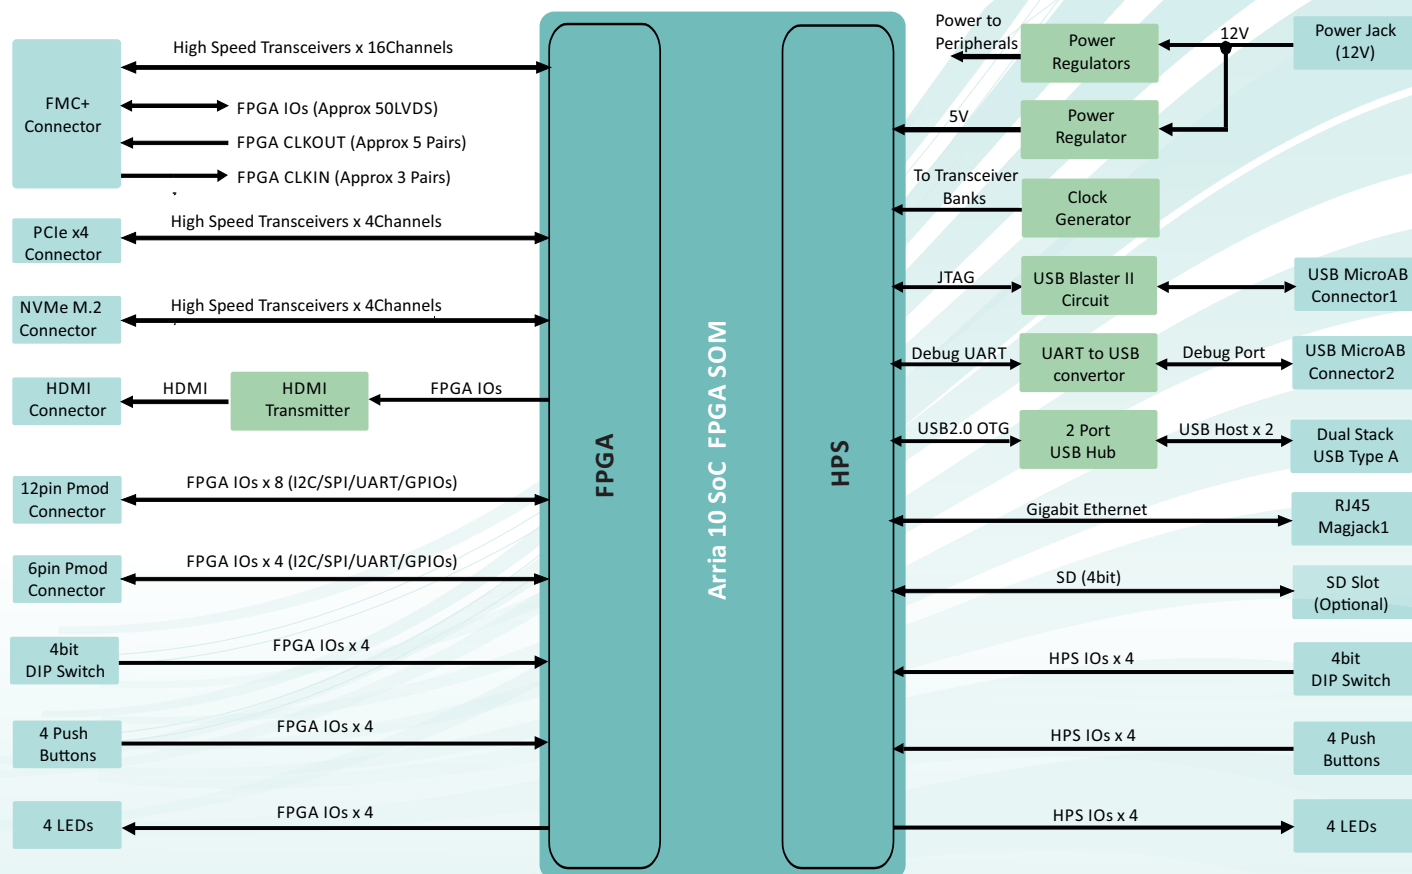 FMC+
Connector
High Speed Transceivers x 16Channels
FPGA IOs (Approx 50LVDS)
FPGA CLKOUT (Approx 5 Pairs)
FPGA CLKIN (Approx 3 Pairs)
PCIe x4
Connector
High Speed Transceivers x 4Channels
NVMe M.2
Connector
High Speed Transceivers x 4Channels
HDMI
Connector
HDMI
HDMI
Transmitter
FPGA IOs
12pin Pmod
Connector
FPGA IOs x 8 (I2C/SPI/UART/GPIOs)
6pin Pmod
Connector
FPGA IOs x 4 (I2C/SPI/UART/GPIOs)
4bit
DIP Switch
FPGA IOs x 4
4 Push
Buttons
FPGA IOs x 4
4 LEDs
FPGA IOs x 4
FPGA
Arria 10 SoC FPGA SOM
HPS
Power to
Peripherals
Power
Regulators
12V
Power Jack
(12V)
5V
Power
Regulator
To Transceiver
Banks
Clock
Generator
JTAG
USB Blaster II
Circuit
USB MicroAB
Connector1
Debug UART
UART to USB
convertor
Debug Port
USB MicroAB
Connector2
USB2.0 OTG
2 Port
USB Hub
USB Host x 2
Dual Stack
USB Type A
Gigabit Ethernet
RJ45
Magjack1
SD (4bit)
SD Slot
(Optional)
HPS IOs x 4
4bit
DIP Switch
HPS IOs x 4
4 Push
Buttons
HPS IOs x 4
4 LEDs